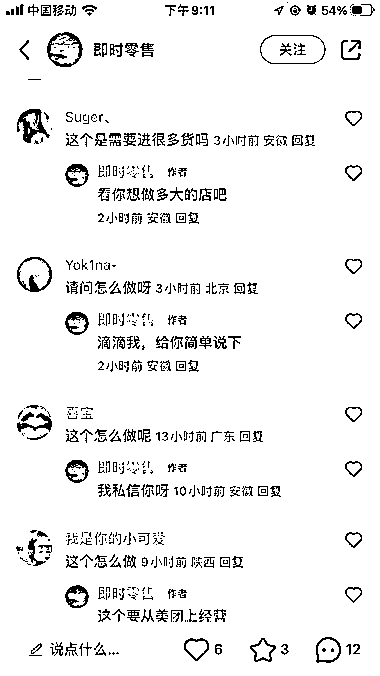 中国移动 下午9:11 54%
即时零售 关注
Suger、
这个是需要进很多货吗 3小时前 安徽 回复
即时零售 作者
看你想做多大的店吧
2小时前 安徽 回复
Yok1na-
请问怎么做呀 3小时前 北京 回复
即时零售 作者
滴滴我，给你简单说下
2小时前 安徽 回复
喜宝
这个怎么做呢 13小时前 广东 回复
即时零售 作者
我私信你呀 10小时前 安徽 回复
我是你的小可爱
这个怎么做 9小时前 陕西 回复
即时零售 作者
这个要从美团上经营
说点什么... 6 3 12